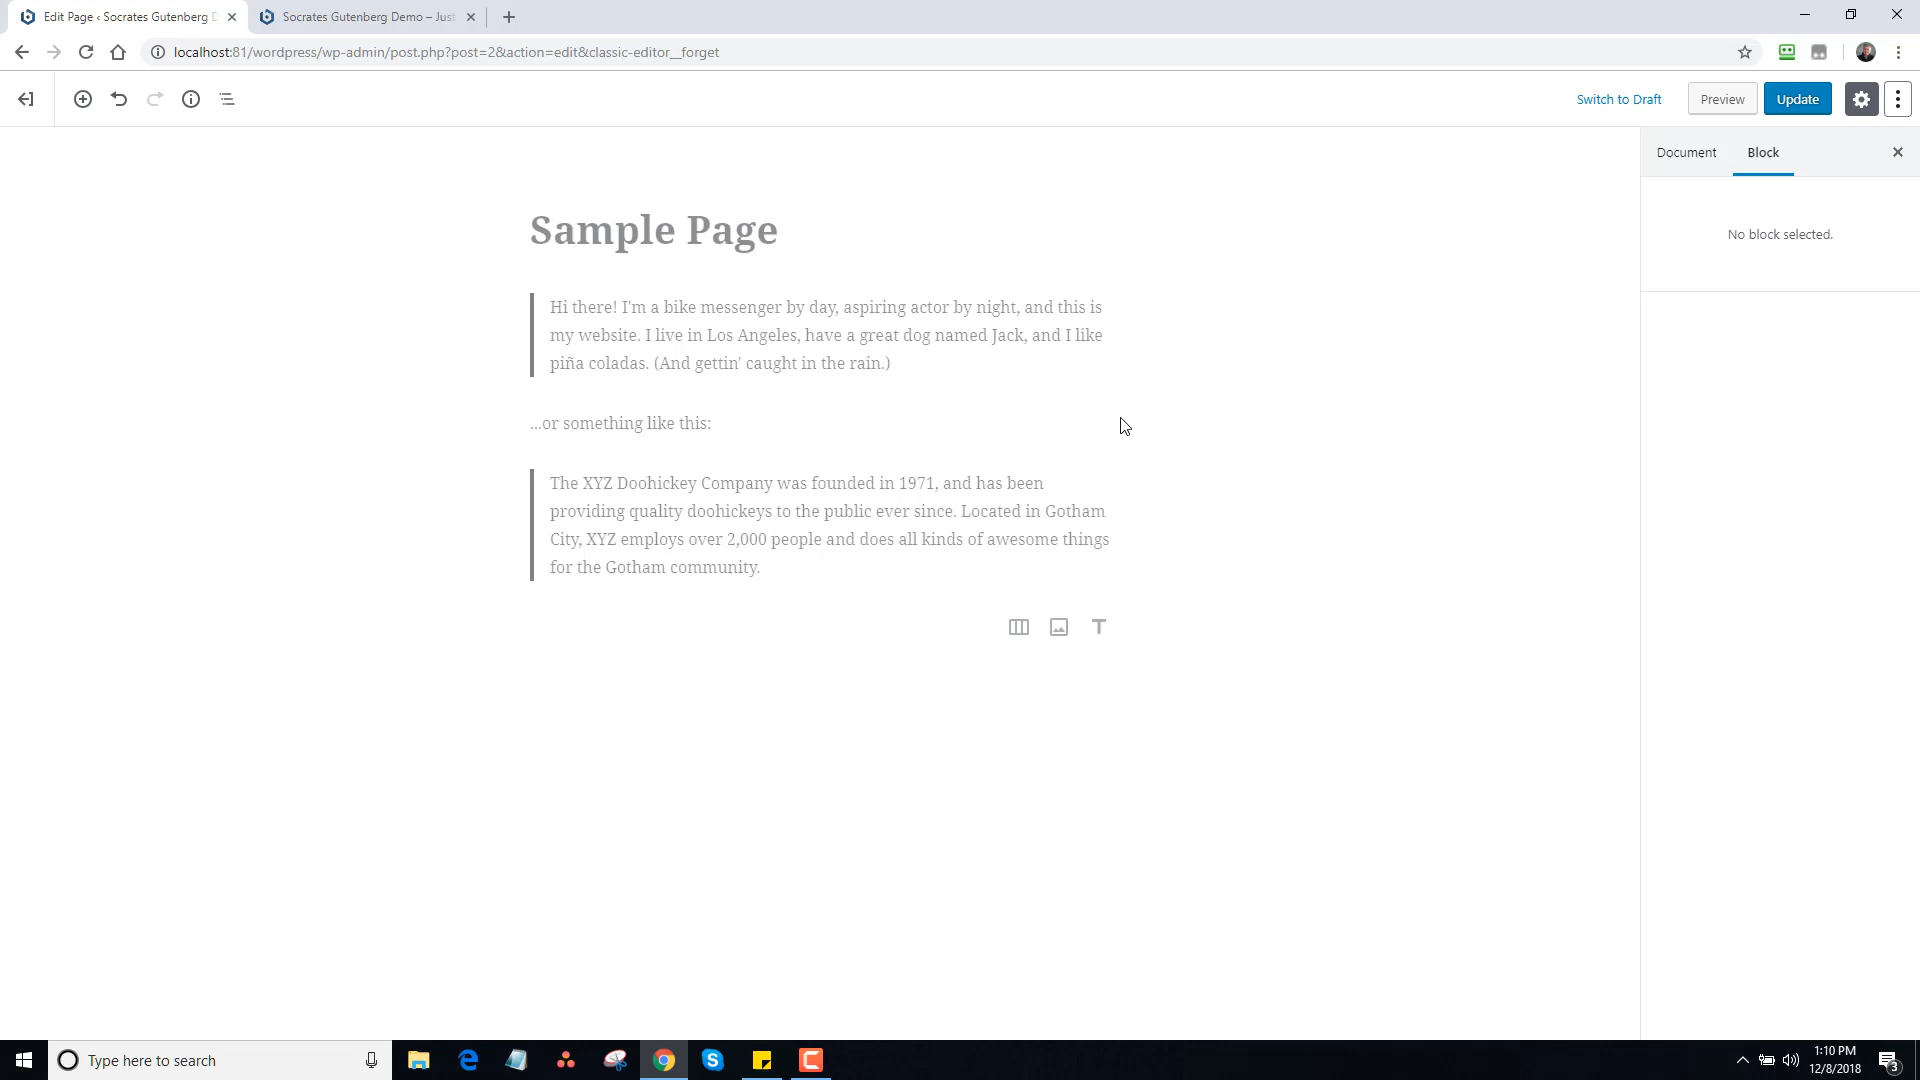 Edit Page ‹ Socrates Gutenberg D
Socrates Gutenberg Demo – Just
localhost:81/wordpress/wp-admin/post.php?post=2&action=edit&classic-editor__forget
Switch to Draft
Preview
Update
Document
Block
No block selected.
Sample Page
Hi there! I'm a bike messenger by day, aspiring actor by night, and this is
my website. I live in Los Angeles, have a great dog named Jack, and I like
piña coladas. (And gettin' caught in the rain.)
...or something like this:
The XYZ Doohickey Company was founded in 1971, and has been
providing quality doohickeys to the public ever since. Located in Gotham
City, XYZ employs over 2,000 people and does all kinds of awesome things
for the Gotham community.
Type here to search
1:10 PM
12/8/2018
3